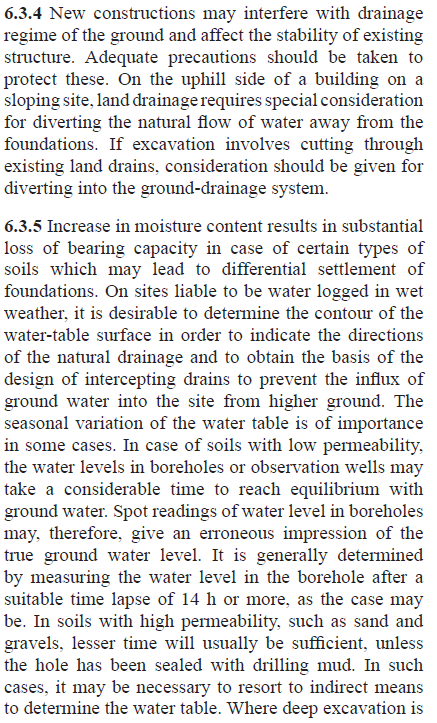 6.3.4 New constructions may interfere with drainage
regime of the ground and affect the stability of existing
structure. Adequate precautions should be taken to
protect these. On the uphill side of a building on a
sloping site, land drainage requires special consideration
for diverting the natural flow of water away from the
foundations. If excavation involves cutting through
existing land drains, consideration should be given for
diverting into the ground-drainage system.
6.3.5 Increase in moisture content results in substantial
loss of bearing capacity in case of certain types of
soils which may lead to differential settlement of
foundations. On sites liable to be water logged in wet
weather, it is desirable to determine the contour of the
water-table surface in order to indicate the directions
of the natural drainage and to obtain the basis of the
design of intercepting drains to prevent the influx of
ground water into the site from higher ground. The
seasonal variation of the water table is of importance
in some cases. In case of soils with low permeability,
the water levels in boreholes or observation wells may
take a considerable time to reach equilibrium with
ground water. Spot readings of water level in boreholes
may, therefore, give an erroneous impression of the
true ground water level. It is generally determined
by measuring the water level in the borehole after a
suitable time lapse of 14 h or more, as the case may
be. In soils with high permeability, such as sand and
gravels, lesser time will usually be sufficient, unless
the hole has been sealed with drilling mud. In such
cases, it may be necessary to resort to indirect means
to determine the water table. Where deep excavation is